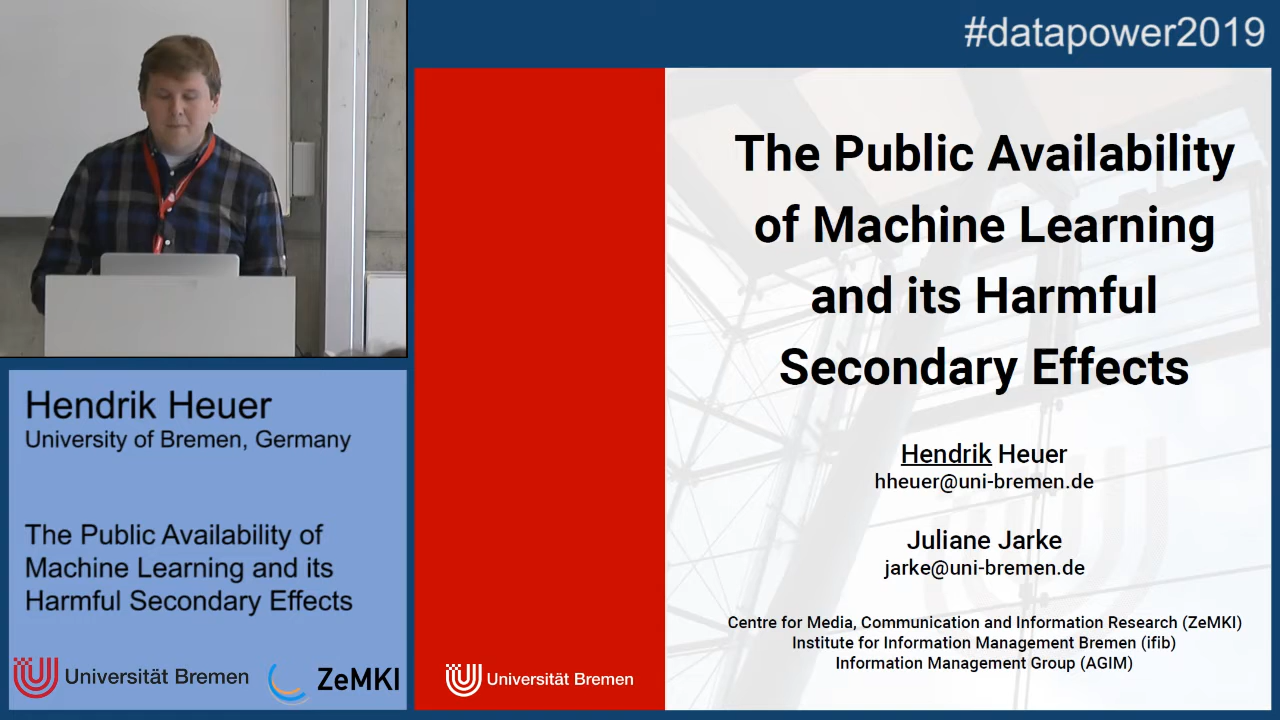 #datapower2019
The Public Availability
of Machine Learning
and its Harmful
Secondary Effects
Hendrik Heuer
hheuer@uni-bremen.de
Juliane Jarke
jarke@uni-bremen.de
Centre for Media, Communication and Information Research (ZeMKI)
Institute for Information Management Bremen (ifib)
Information Management Group (AGIM)
Universität Bremen
Hendrik Heuer
University of Bremen, Germany
The Public Availability of
Machine Learning and its
Harmful Secondary Effects
Universität Bremen
ZeMKI